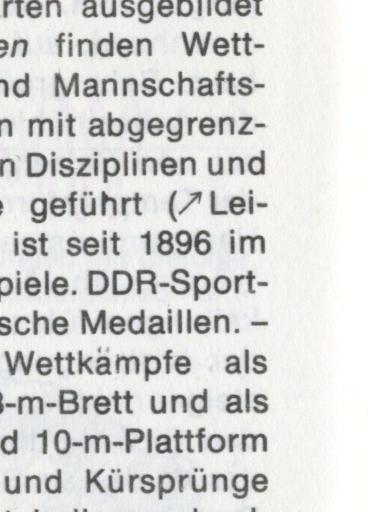 rten ausgebildet
en finden Wett-
nd Mannschafts-
n mit abgegrenz-
n Disziplinen und
e geführt (↗Lei-
ist seit 1896 im
piele. DDR-Sport-
sche Medaillen. –
Wettkämpfe als
3-m-Brett und als
d 10-m-Plattform
und Kürsprünge